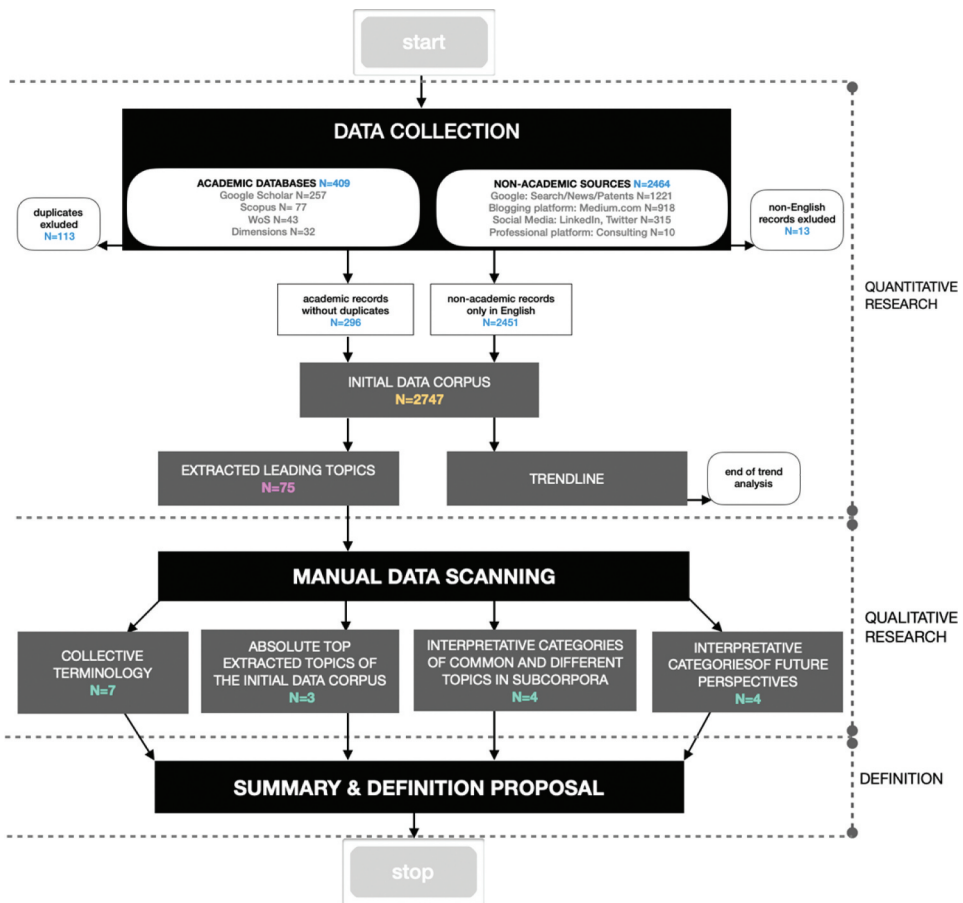 start
DATA COLLECTION
ACADEMIC DATABASES N=409
Google Scholar N=257
Scopus N= 77
WoS N=43
Dimensions N=32
NON-ACADEMIC SOURCES N=2464
Google: Search/News/Patents N=1221
Blogging platform: Medium.com N=918
Social Media: LinkedIn, Twitter N=315
Professional platform: Consulting N=10
duplicates
exluded
N=113
non-English
records exluded
N=13
academic records
without duplicates
N=296
non-academic records
only in English
N=2451
QUANTITATIVE
RESEARCH
INITIAL DATA CORPUS
N=2747
EXTRACTED LEADING TOPICS
N=75
TRENDLINE
end of trend
analysis
MANUAL DATA SCANNING
QUALITATIVE
RESEARCH
COLLECTIVE
TERMINOLOGY
N=7
ABSOLUTE TOP
EXTRACTED TOPICS OF
THE INITIAL DATA CORPUS
N=3
INTERPRETATIVE CATEGORIES
OF COMMON AND DIFFERENT
TOPICS IN SUBCORPORA
N=4
INTERPRETATIVE
CATEGORIESOF FUTURE
PERSPECTIVES
N=4
SUMMARY & DEFINITION PROPOSAL
DEFINITION
stop